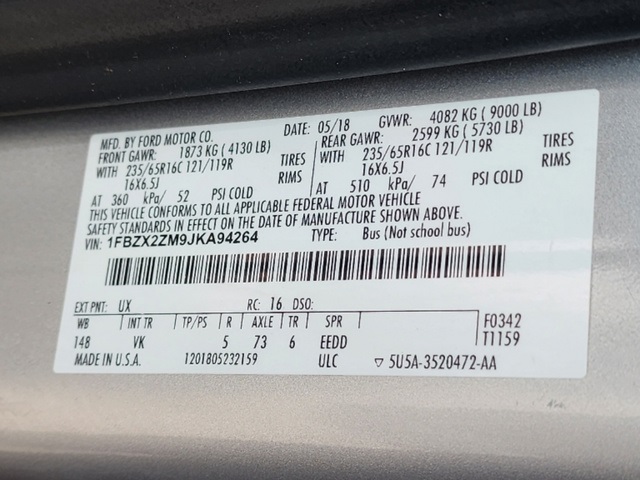 MFD. BY FORD MOTOR CO. DATE: 05/18 GVWR: 4082 KG ( 9000 LB)
FRONT GAWR: 1873 KG ( 4130 LB) REAR GAWR: 2599 KG ( 5730 LB)
WITH 235/65R16C 121/119R TIRES WITH 235/65R16C 121/119R TIRES
16X6.5J RIMS 16X6.5J RIMS
AT 360 kPa/ 52 PSI COLD AT 510 kPa/ 74 PSI COLD
THIS VEHICLE CONFORMS TO ALL APPLICABLE FEDERAL MOTOR VEHICLE
SAFETY STANDARDS IN EFFECT ON THE DATE OF MANUFACTURE SHOWN ABOVE.
VIN: 1FBZX2ZM9JKA94264 TYPE: Bus (Not school bus)
EXT PNT: UX RC: 16 DSO:
WB INT TR TP/PS R AXLE TR SPR F0342
148 VK 5 73 6 EEDD T1159
MADE IN U.S.A. 1201805232159 ULC ▽ 5U5A-3520472-AA